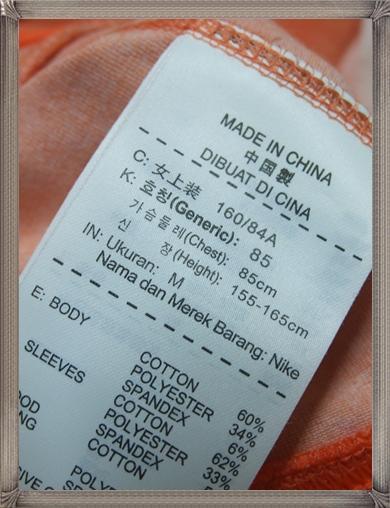 MADE IN CHINA
中國製
DIBUAT DI CINA
C: 女上装 160/84A
K: 호칭(Generic): 85
가슴둘레(Chest): 85cm
신 장(Height): 155-165cm
IN: Ukuran: M
Nama dan Merek Barang: Nike
E: BODY
COTTON 60%
POLYESTER 34%
SPANDEX 6%
SLEEVES COTTON 62%
POLYESTER 33%
SPANDEX
COTTON